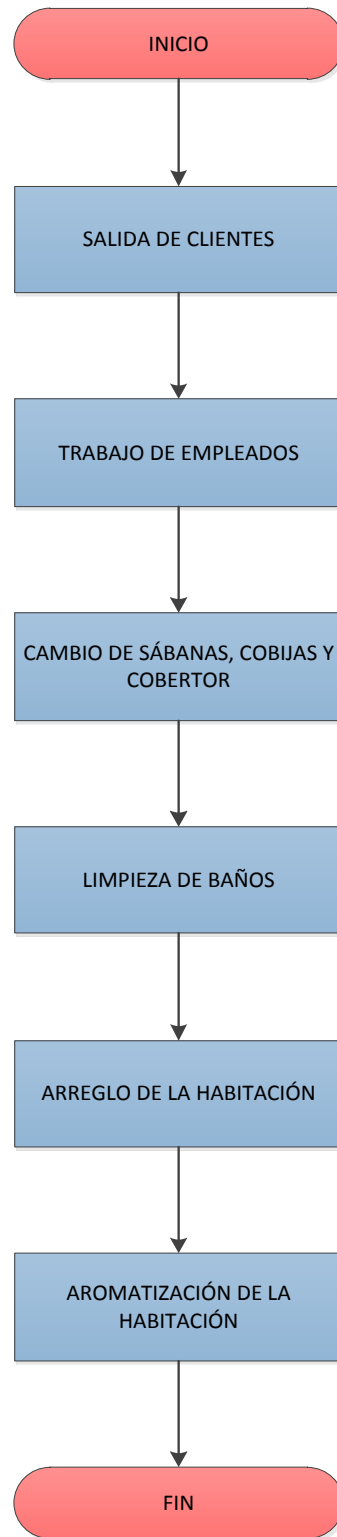 INICIO
SALIDA DE CLIENTES
TRABAJO DE EMPLEADOS
CAMBIO DE SÁBANAS, COBIJAS Y
COBERTOR
LIMPIEZA DE BAÑOS
ARREGLO DE LA HABITACIÓN
AROMATIZACIÓN DE LA
HABITACIÓN
FIN